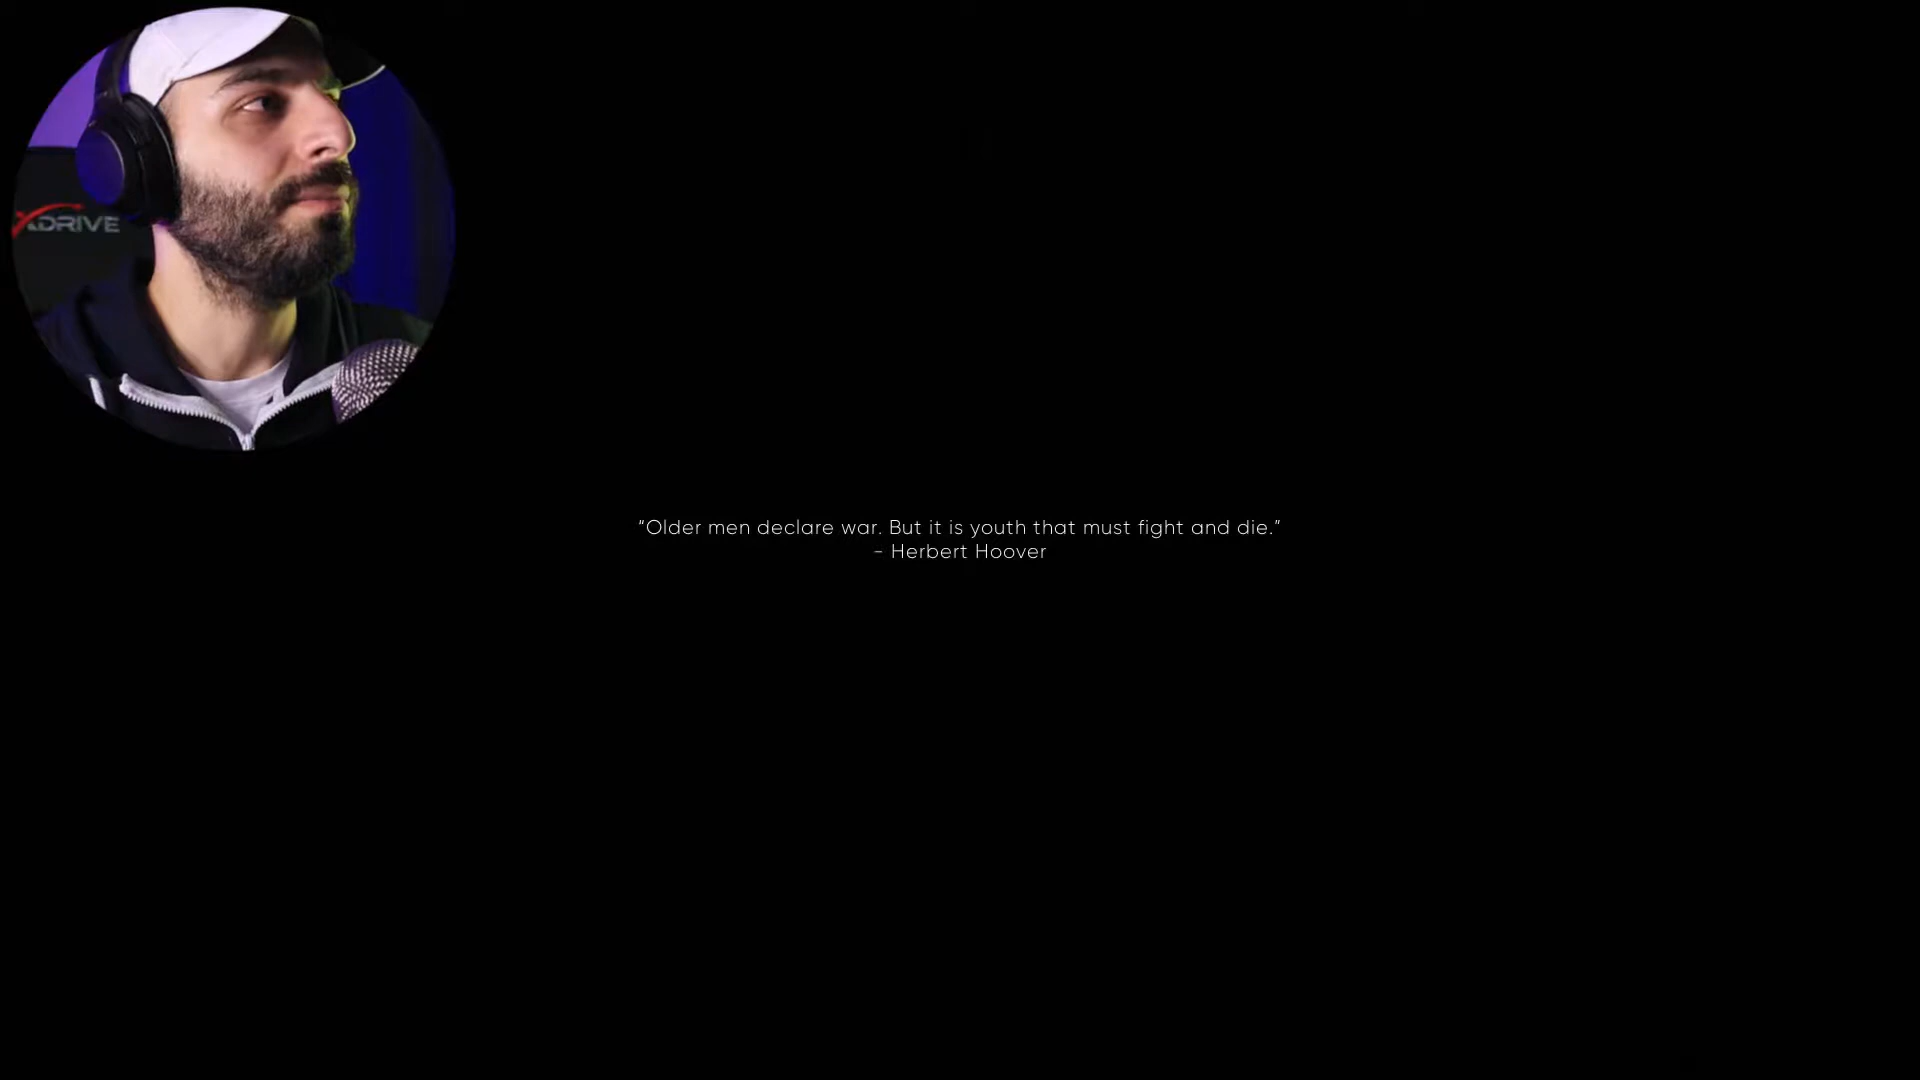 XDRIVE
“Older men declare war. But it is youth that must fight and die.”
- Herbert Hoover